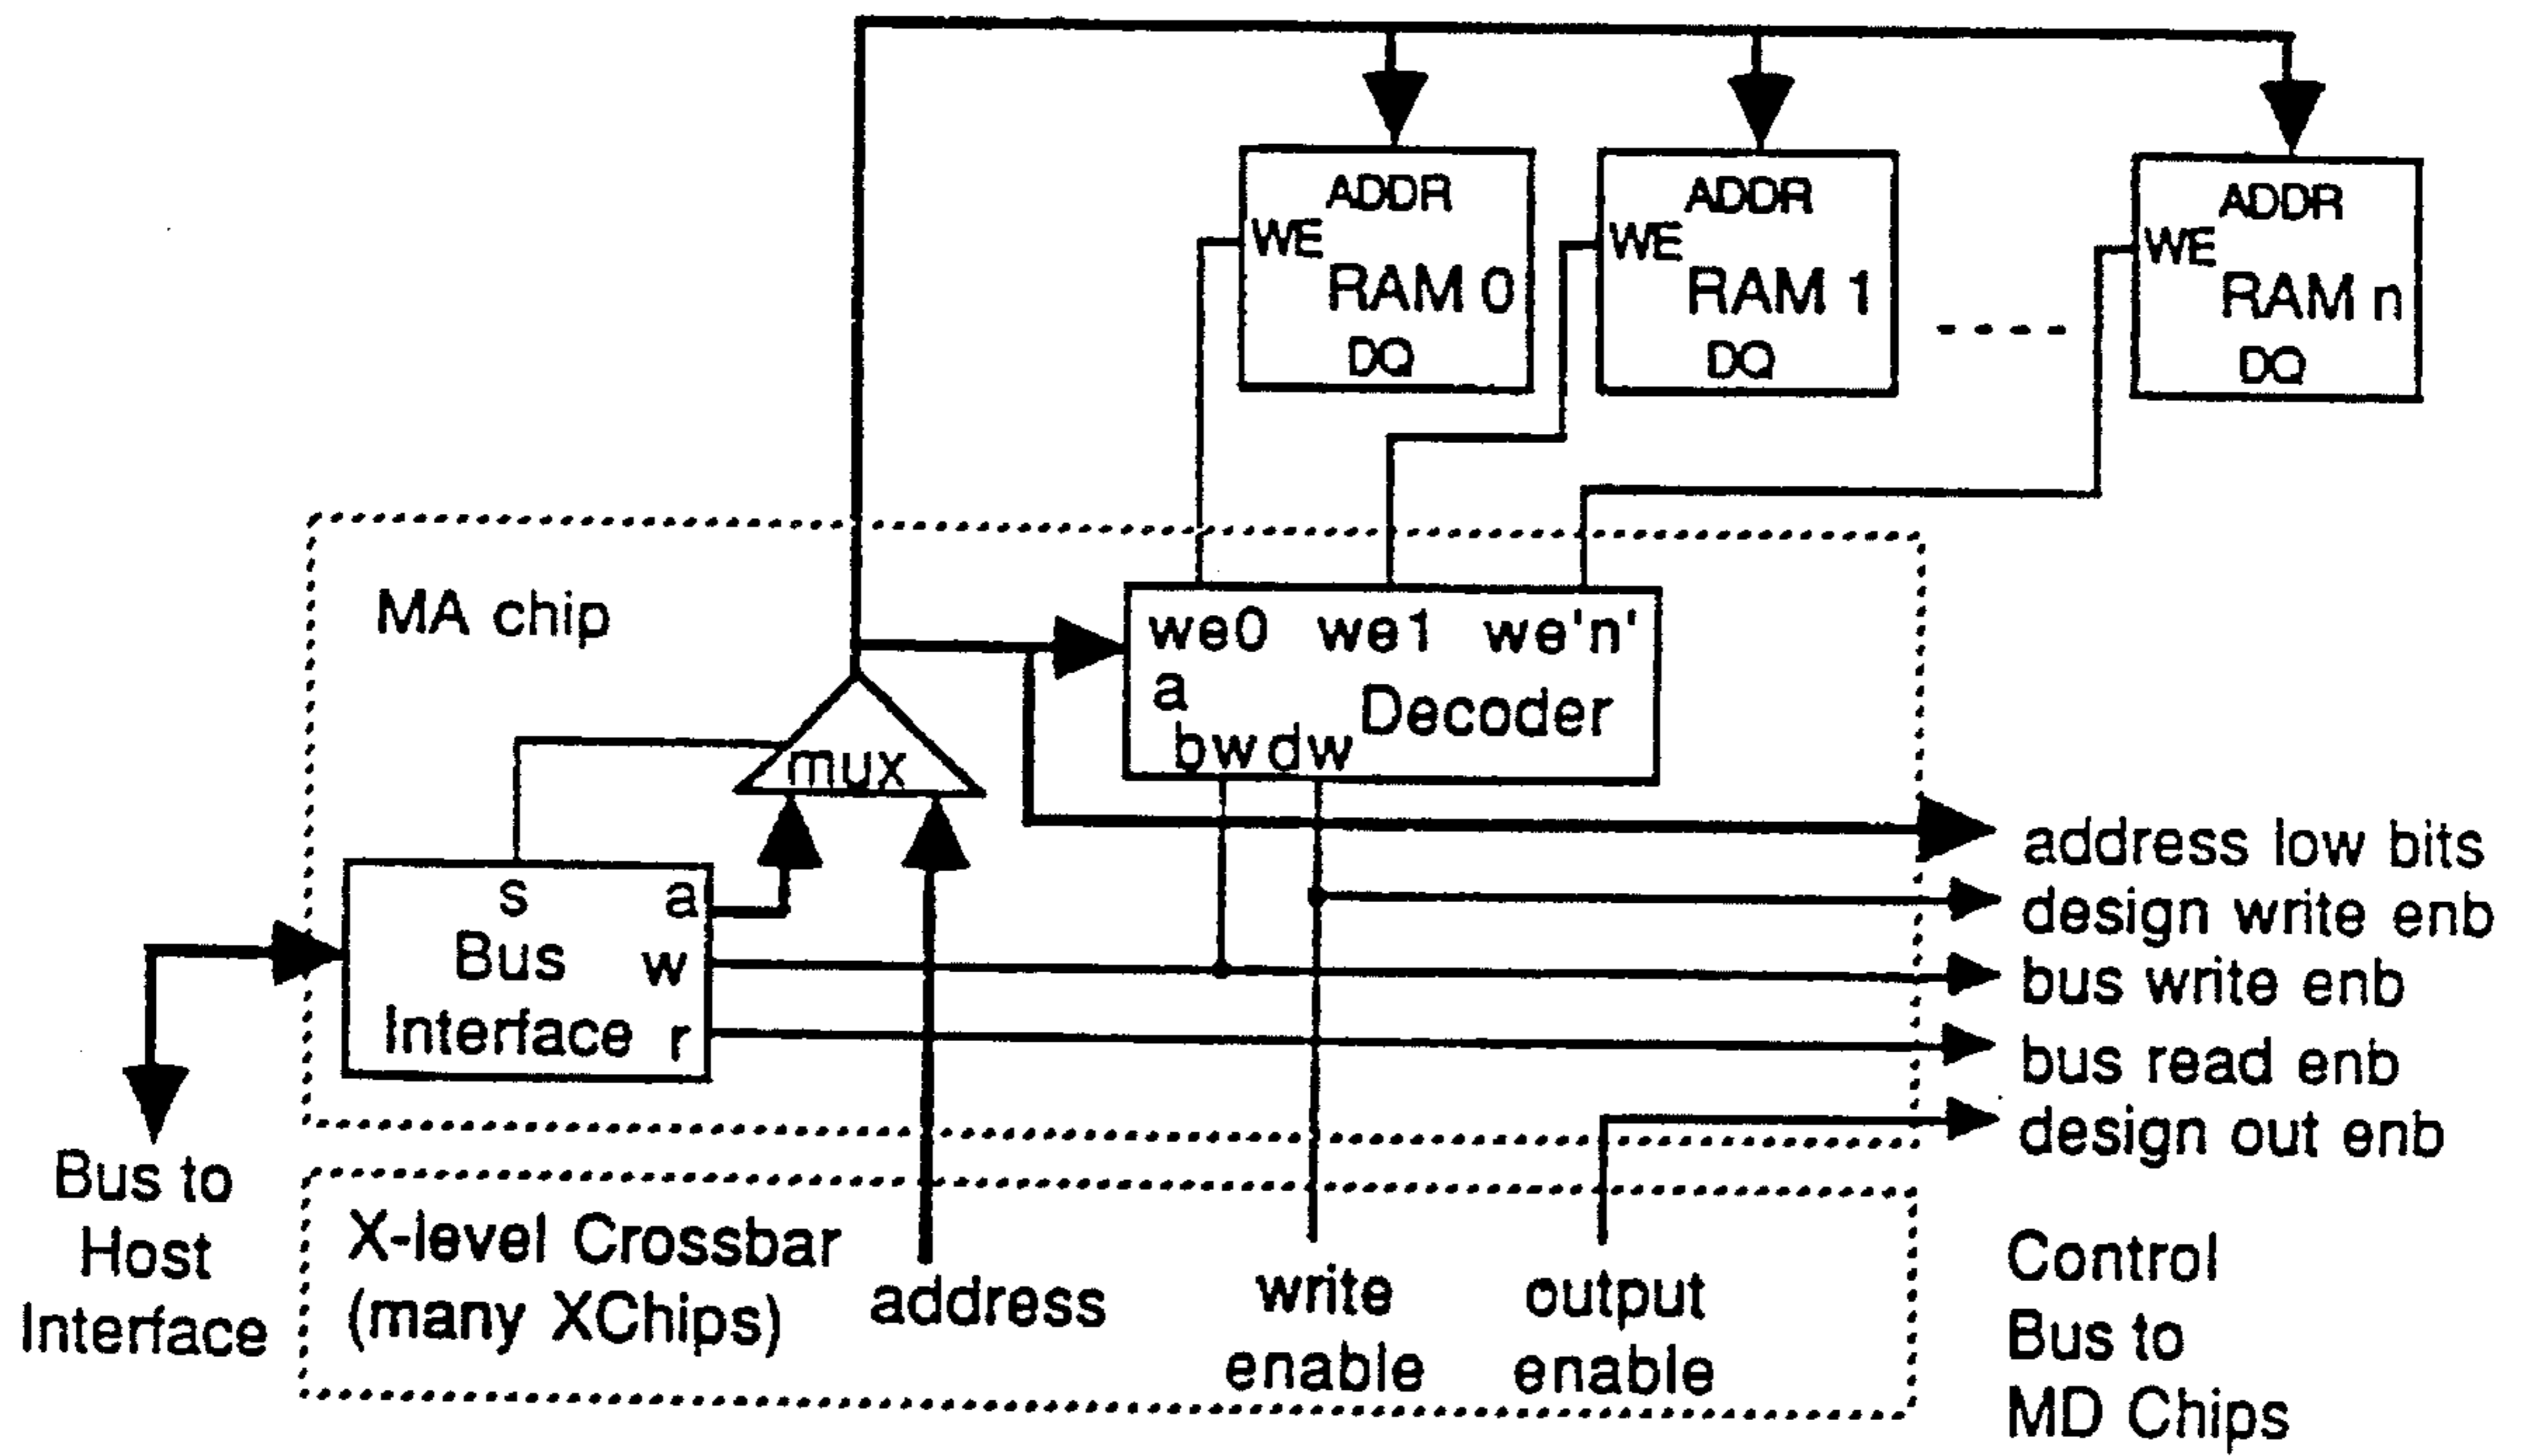 ADDR
WE
RAM 0
DQ
ADDR
WE
RAM 1
DQ
ADDR
WE
RAM n
DQ
MA chip
we0 we1 we'n'
a
Decoder
bw dw
mux
s a
Bus w
Interface r
address low bits
design write enb
bus write enb
bus read enb
design out enb
Bus to
Host
Interface
X-level Crossbar
(many XChips)
address
write
enable
output
enable
Control
Bus to
MD Chips